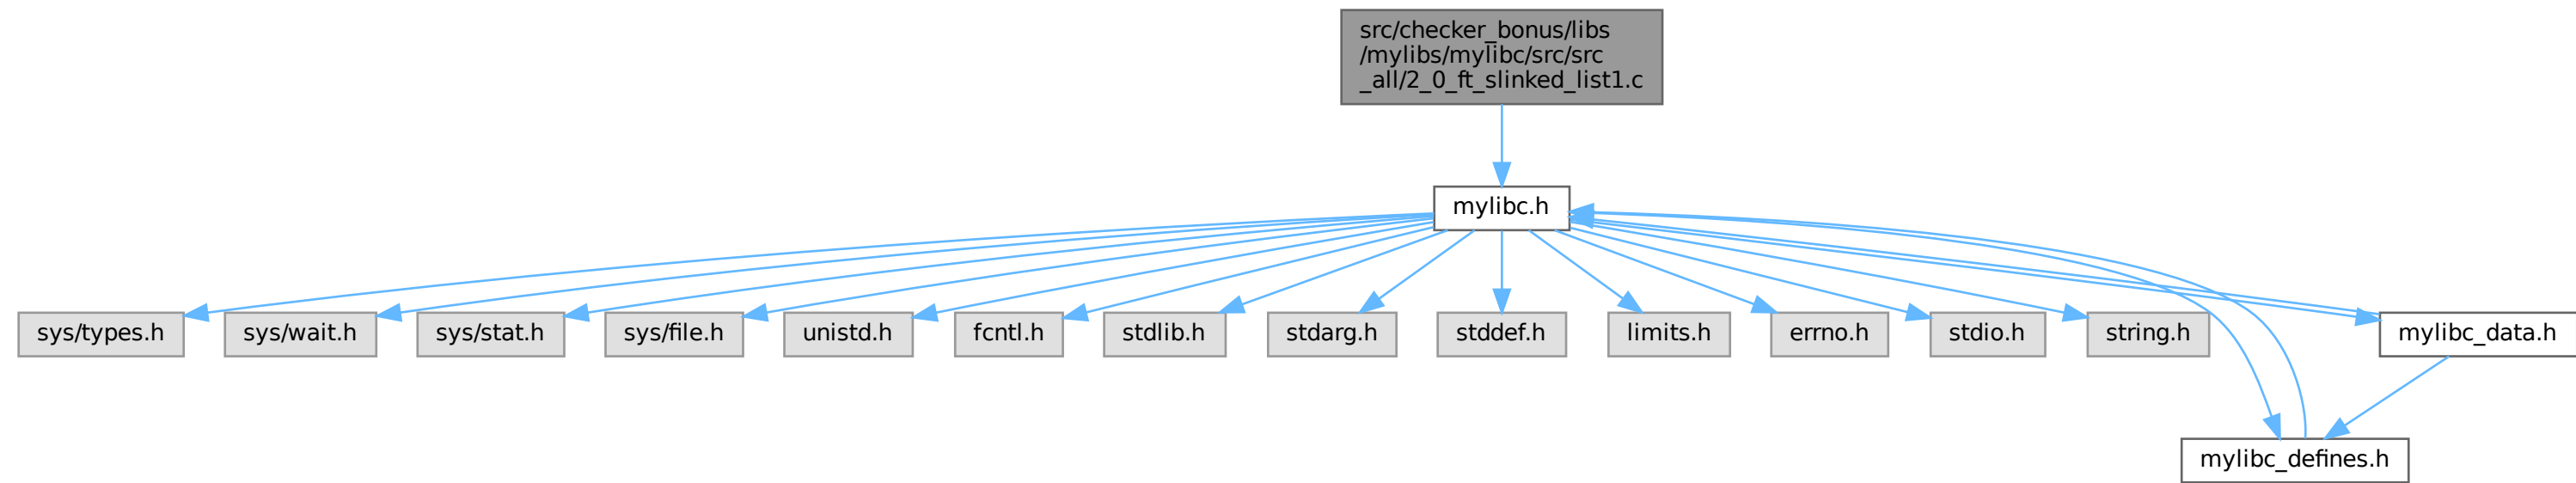 src/checker_bonus/libs
/mylibs/mylibc/src/src
_all/2_0_ft_slinked_list1.c
mylibc.h
sys/types.h
sys/wait.h
sys/stat.h
sys/file.h
unistd.h
fcntl.h
stdlib.h
stdarg.h
stddef.h
limits.h
errno.h
stdio.h
string.h
mylibc_data.h
mylibc_defines.h